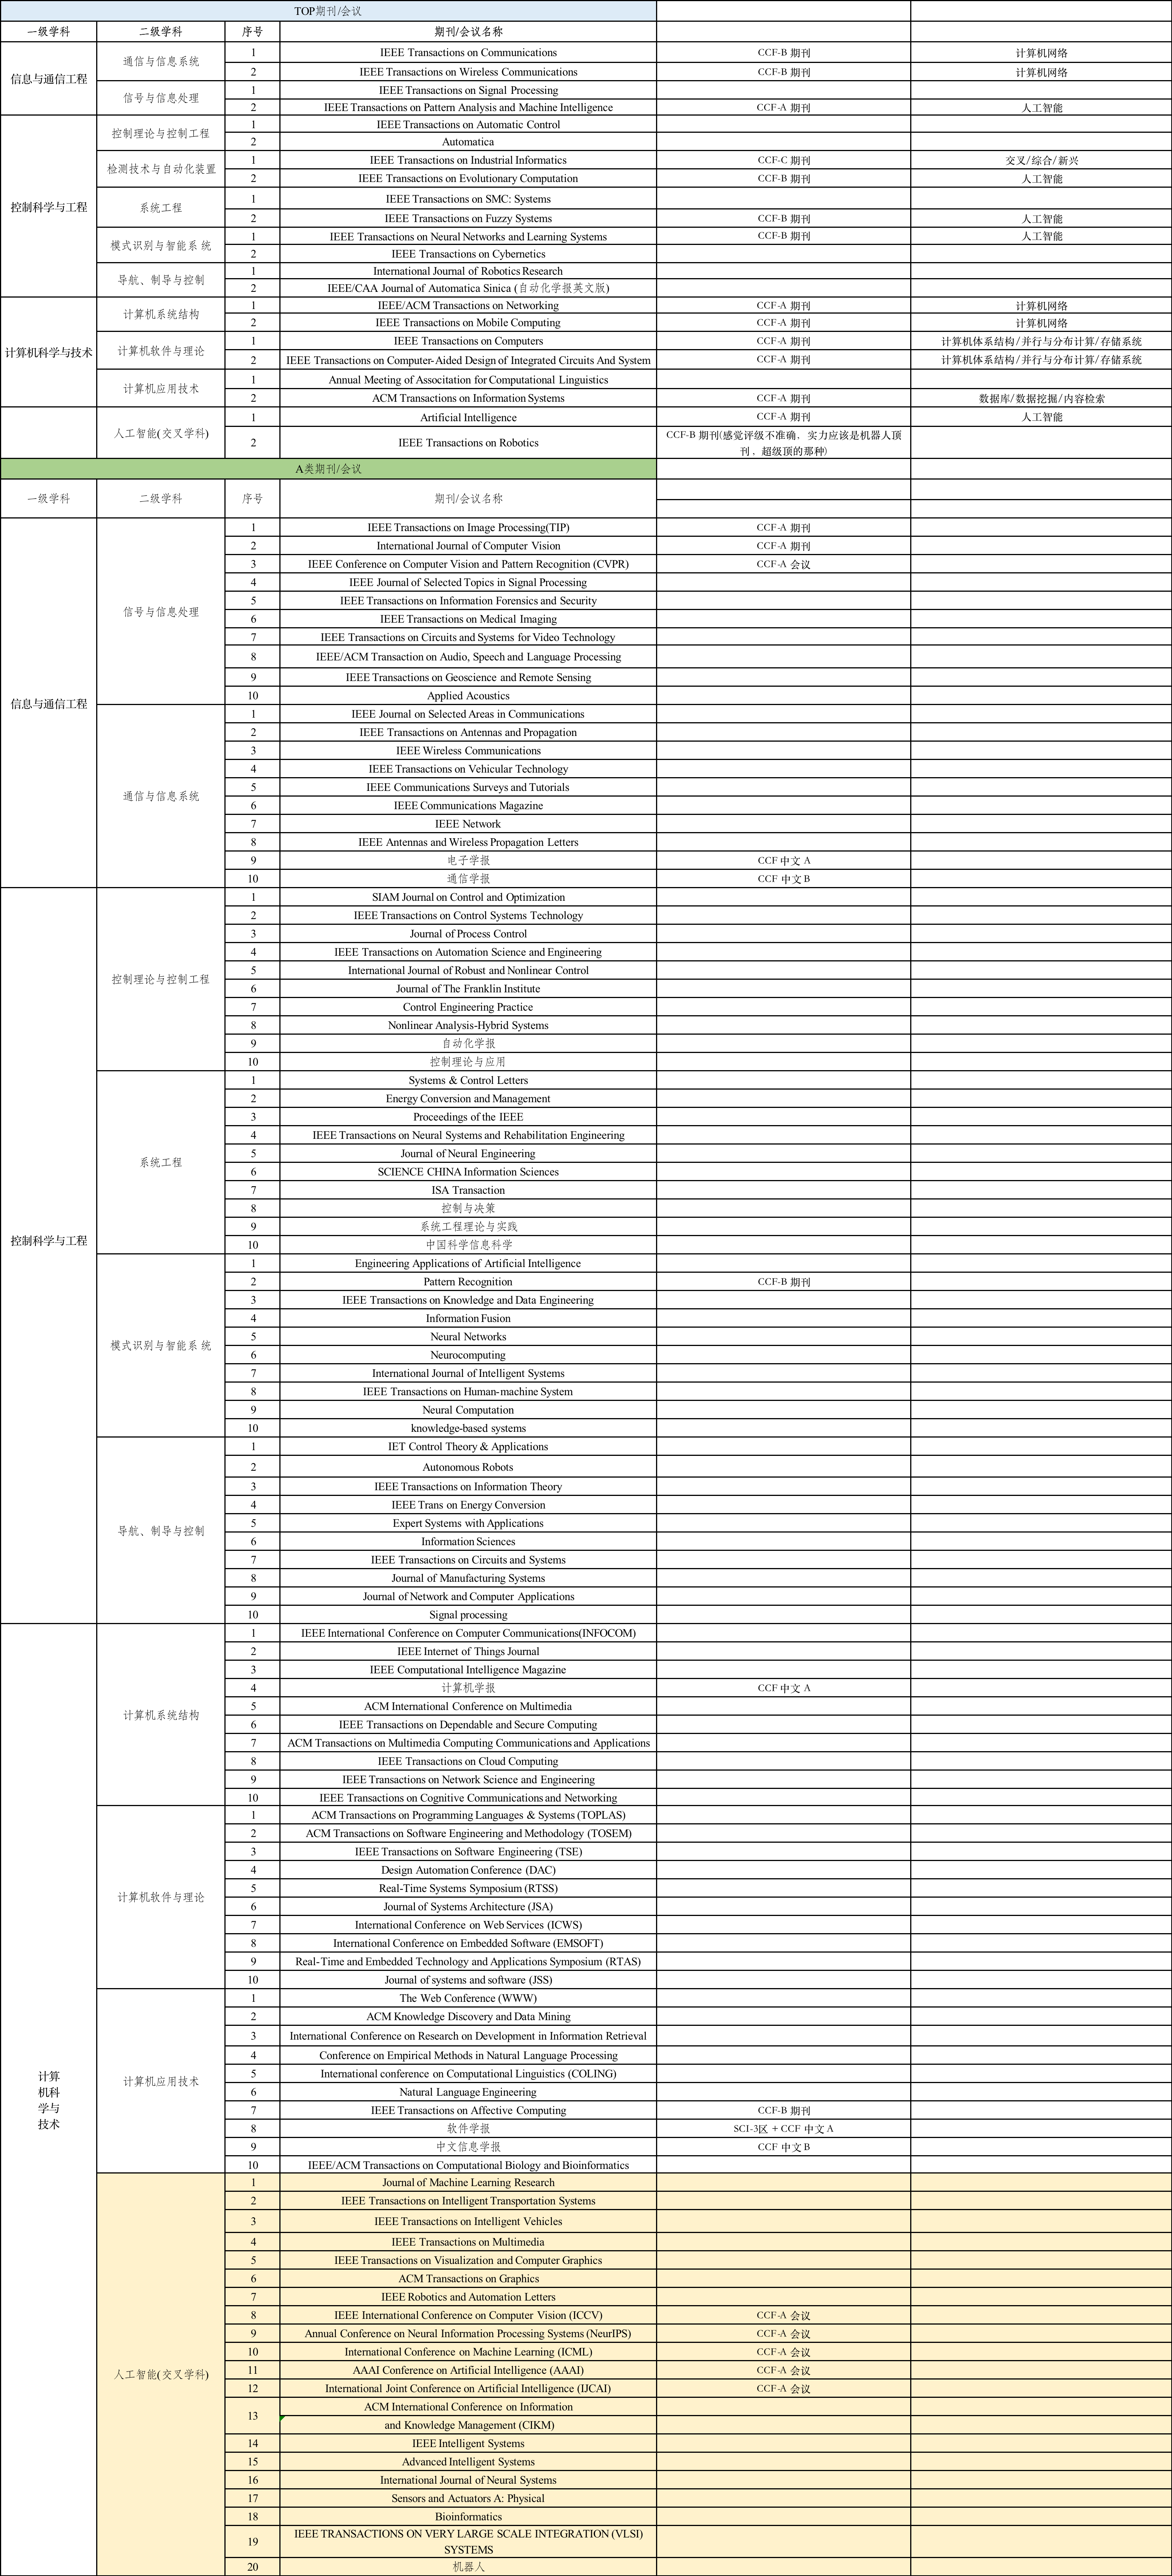 TOP期刊/会议
一级学科 二级学科 序号 期刊/会议名称
信息与通信工程 通信与信息系统 1 IEEE Transactions on Communications CCF-B 期刊 计算机网络
2 IEEE Transactions on Wireless Communications CCF-B 期刊 计算机网络
信号与信息处理 1 IEEE Transactions on Signal Processing
2 IEEE Transactions on Pattern Analysis and Machine Intelligence CCF-A 期刊 人工智能
控制科学与工程 控制理论与控制工程 1 IEEE Transactions on Automatic Control
2 Automatica
检测技术与自动化装置 1 IEEE Transactions on Industrial Informatics CCF-C 期刊 交叉/综合/新兴
2 IEEE Transactions on Evolutionary Computation CCF-B 期刊 人工智能
系统工程 1 IEEE Transactions on SMC: Systems
2 IEEE Transactions on Fuzzy Systems CCF-B 期刊 人工智能
模式识别与智能系 统 1 IEEE Transactions on Neural Networks and Learning Systems CCF-B 期刊 人工智能
2 IEEE Transactions on Cybernetics
导航、制导与控制 1 International Journal of Robotics Research
2 IEEE/CAA Journal of Automatica Sinica (自动化学报英文版)
计算机科学与技术 计算机系统结构 1 IEEE/ACM Transactions on Networking CCF-A 期刊 计算机网络
2 IEEE Transactions on Mobile Computing CCF-A 期刊 计算机网络
计算机软件与理论 1 IEEE Transactions on Computers CCF-A 期刊 计算机体系结构/并行与分布计算/存储系统
2 IEEE Transactions on Computer-Aided Design of Integrated Circuits And System CCF-A 期刊 计算机体系结构/并行与分布计算/存储系统
计算机应用技术 1 Annual Meeting of Associtation for Computational Linguistics
2 ACM Transactions on Information Systems CCF-A 期刊 数据库/数据挖掘/内容检索
人工智能(交叉学科) 1 Artificial Intelligence CCF-A 期刊 人工智能
2 IEEE Transactions on Robotics CCF-B 期刊(感觉评级不准确，实力应该是机器人顶
刊，超级顶的那种)
A类期刊/会议
一级学科 二级学科 序号 期刊/会议名称
信息与通信工程 信号与信息处理 1 IEEE Transactions on Image Processing(TIP) CCF-A 期刊
2 International Journal of Computer Vision CCF-A 期刊
3 IEEE Conference on Computer Vision and Pattern Recognition (CVPR) CCF-A 会议
4 IEEE Journal of Selected Topics in Signal Processing
5 IEEE Transactions on Information Forensics and Security
6 IEEE Transactions on Medical Imaging
7 IEEE Transactions on Circuits and Systems for Video Technology
8 IEEE/ACM Transaction on Audio, Speech and Language Processing
9 IEEE Transactions on Geoscience and Remote Sensing
10 Applied Acoustics
通信与信息系统 1 IEEE Journal on Selected Areas in Communications
2 IEEE Transactions on Antennas and Propagation
3 IEEE Wireless Communications
4 IEEE Transactions on Vehicular Technology
5 IEEE Communications Surveys and Tutorials
6 IEEE Communications Magazine
7 IEEE Network
8 IEEE Antennas and Wireless Propagation Letters
9 电子学报 CCF 中文 A
10 通信学报 CCF 中文 B
控制科学与工程 控制理论与控制工程 1 SIAM Journal on Control and Optimization
2 IEEE Transactions on Control Systems Technology
3 Journal of Process Control
4 IEEE Transactions on Automation Science and Engineering
5 International Journal of Robust and Nonlinear Control
6 Journal of The Franklin Institute
7 Control Engineering Practice
8 Nonlinear Analysis-Hybrid Systems
9 自动化学报
10 控制理论与应用
系统工程 1 Systems & Control Letters
2 Energy Conversion and Management
3 Proceedings of the IEEE
4 IEEE Transactions on Neural Systems and Rehabilitation Engineering
5 Journal of Neural Engineering
6 SCIENCE CHINA Information Sciences
7 ISA Transaction
8 控制与决策
9 系统工程理论与实践
10 中国科学信息科学
模式识别与智能系 统 1 Engineering Applications of Artificial Intelligence
2 Pattern Recognition CCF-B 期刊
3 IEEE Transactions on Knowledge and Data Engineering
4 Information Fusion
5 Neural Networks
6 Neurocomputing
7 International Journal of Intelligent Systems
8 IEEE Transactions on Human-machine System
9 Neural Computation
10 knowledge-based systems
导航、制导与控制 1 IET Control Theory & Applications
2 Autonomous Robots
3 IEEE Transactions on Information Theory
4 IEEE Trans on Energy Conversion
5 Expert Systems with Applications
6 Information Sciences
7 IEEE Transactions on Circuits and Systems
8 Journal of Manufacturing Systems
9 Journal of Network and Computer Applications
10 Signal processing
计算
机科
学与
技术
计算机系统结构 1 IEEE International Conference on Computer Communications(INFOCOM)
2 IEEE Internet of Things Journal
3 IEEE Computational Intelligence Magazine
4 计算机学报 CCF 中文 A
5 ACM International Conference on Multimedia
6 IEEE Transactions on Dependable and Secure Computing
7 ACM Transactions on Multimedia Computing Communications and Applications
8 IEEE Transactions on Cloud Computing
9 IEEE Transactions on Network Science and Engineering
10 IEEE Transactions on Cognitive Communications and Networking
计算机软件与理论 1 ACM Transactions on Programming Languages & Systems (TOPLAS)
2 ACM Transactions on Software Engineering and Methodology (TOSEM)
3 IEEE Transactions on Software Engineering (TSE)
4 Design Automation Conference (DAC)
5 Real-Time Systems Symposium (RTSS)
6 Journal of Systems Architecture (JSA)
7 International Conference on Web Services (ICWS)
8 International Conference on Embedded Software (EMSOFT)
9 Real-Time and Embedded Technology and Applications Symposium (RTAS)
10 Journal of systems and software (JSS)
计算机应用技术 1 The Web Conference (WWW)
2 ACM Knowledge Discovery and Data Mining
3 International Conference on Research on Development in Information Retrieval
4 Conference on Empirical Methods in Natural Language Processing
5 International conference on Computational Linguistics (COLING)
6 Natural Language Engineering
7 IEEE Transactions on Affective Computing CCF-B 期刊
8 软件学报 SCI-3区 + CCF 中文 A
9 中文信息学报 CCF 中文 B
10 IEEE/ACM Transactions on Computational Biology and Bioinformatics
人工智能(交叉学科) 1 Journal of Machine Learning Research
2 IEEE Transactions on Intelligent Transportation Systems
3 IEEE Transactions on Intelligent Vehicles
4 IEEE Transactions on Multimedia
5 IEEE Transactions on Visualization and Computer Graphics
6 ACM Transactions on Graphics
7 IEEE Robotics and Automation Letters
8 IEEE International Conference on Computer Vision (ICCV) CCF-A 会议
9 Annual Conference on Neural Information Processing Systems (NeurIPS) CCF-A 会议
10 International Conference on Machine Learning (ICML) CCF-A 会议
11 AAAI Conference on Artificial Intelligence (AAAI) CCF-A 会议
12 International Joint Conference on Artificial Intelligence (IJCAI) CCF-A 会议
13 ACM International Conference on Information
and Knowledge Management (CIKM)
14 IEEE Intelligent Systems
15 Advanced Intelligent Systems
16 International Journal of Neural Systems
17 Sensors and Actuators A: Physical
18 Bioinformatics
19 IEEE TRANSACTIONS ON VERY LARGE SCALE INTEGRATION (VLSI)
SYSTEMS
20 机器人